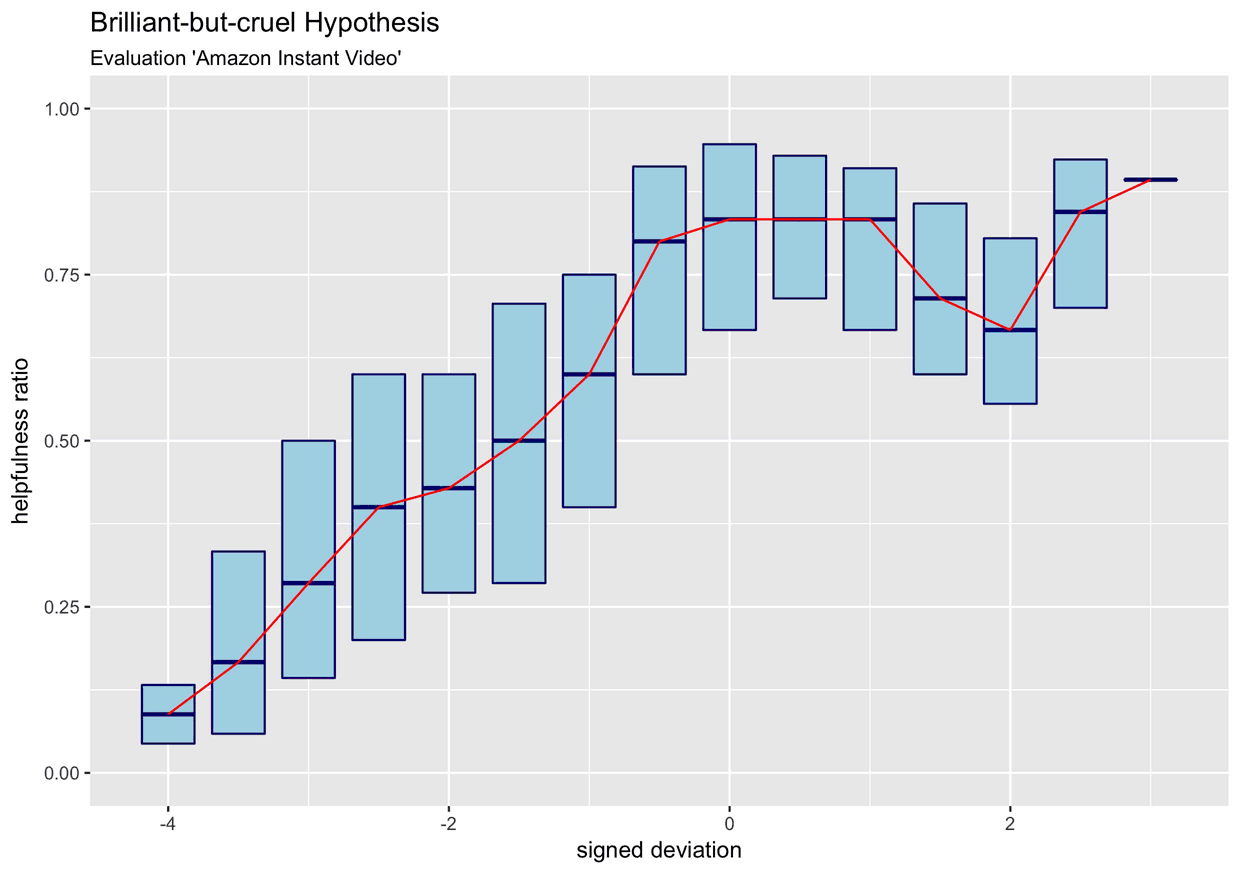 Brilliant-but-cruel Hypothesis
Evaluation 'Amazon Instant Video'
1.00
0.75
0.50
0.25
0.00
helpfulness ratio
-4
-2
0
2
signed deviation